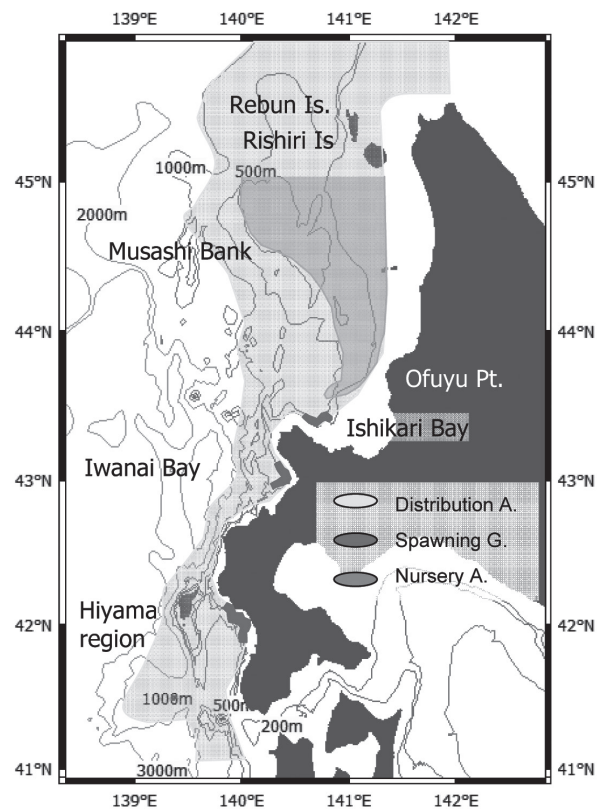 139°E 140°E 141°E 142°E
Rebun Is.
Rishiri Is
1000m
500m
45°N 45°N
2000m
Musashi Bank
44°N 44°N
Ofuyu Pt.
Ishikari Bay
Iwanai Bay
43°N 43°N
Distribution A.
Spawning G.
Nursery A.
Hiyama
region
42°N 42°N
1000m
500m
200m
41°N 41°N
3000m
139°E 140°E 141°E 142°E